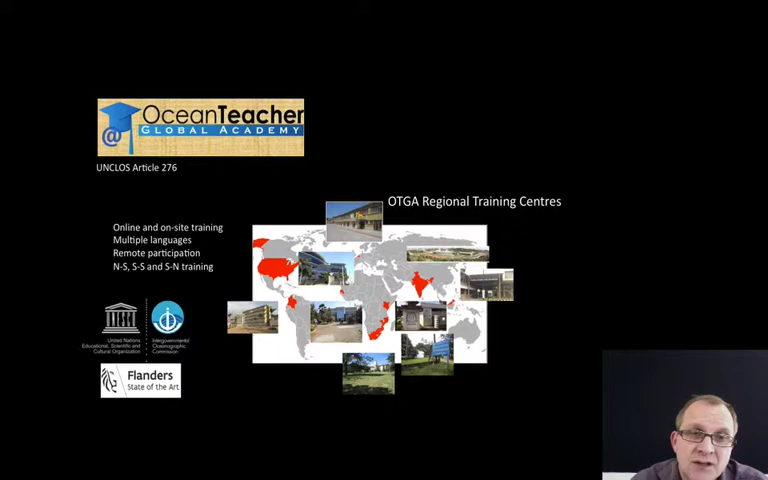 OceanTeacher
GLOBAL ACADEMY
@
UNCLOS Article 276
OTGA Regional Training Centres
Online and on-site training
Multiple languages
Remote participation
N-S, S-S and S-N training
UNESCO
United Nations
Educational, Scientific and
Cultural Organization
Intergovernmental
Oceanographic
Commission
Flanders
State of the Art